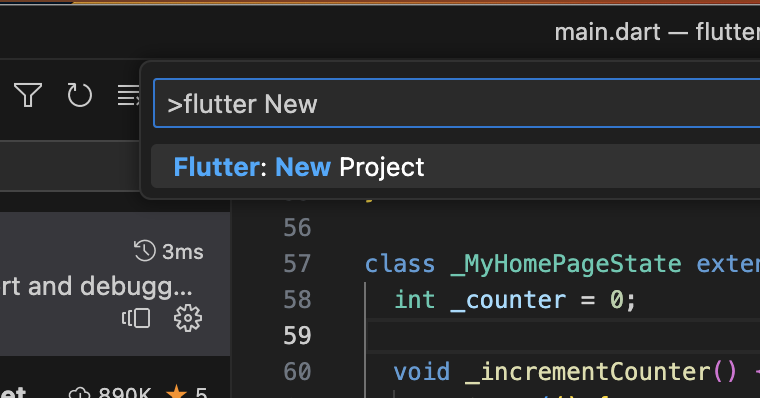 main.dart — flutter
>flutter New
Flutter: New Project
56
3ms
57 class _MyHomePageState exten
rt and debugg...
58 int _counter = 0;
59
60 void _incrementCounter() {
et 890K 5